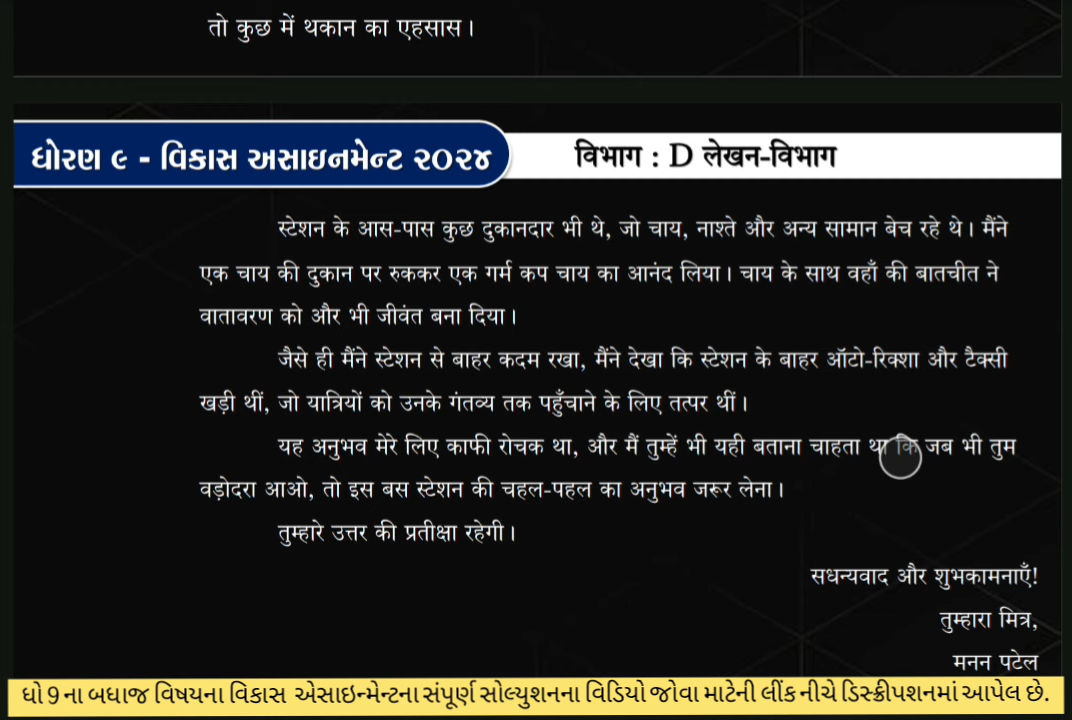 तो कुछ में थकान का एहसास।
ધોરણ ૯ - વિકાસ અસાઇનમેન્ટ ૨૦૨૪
विभाग : D लेखन-विभाग
स्टेशन के आस-पास कुछ दुकानदार भी थे, जो चाय, नाश्ते और अन्य सामान बेच रहे थे। मैंने
एक चाय की दुकान पर रुककर एक गर्म कप चाय का आनंद लिया। चाय के साथ वहाँ की बातचीत ने
वातावरण को और भी जीवंत बना दिया।
जैसे ही मैंने स्टेशन से बाहर कदम रखा, मैंने देखा कि स्टेशन के बाहर ऑटो-रिक्शा और टैक्सी
खड़ी थीं, जो यात्रियों को उनके गंतव्य तक पहुँचाने के लिए तत्पर थीं।
यह अनुभव मेरे लिए काफी रोचक था, और मैं तुम्हें भी यही बताना चाहता था कि जब भी तुम
वड़ोदरा आओ, तो इस बस स्टेशन की चहल-पहल का अनुभव जरूर लेना।
तुम्हारे उत्तर की प्रतीक्षा रहेगी।
सधन्यवाद और शुभकामनाएँ!
तुम्हारा मित्र,
मनन पटेल
ધો 9 ના બધાજ વિષયના વિકાસ એસાઇન્મેન્ટના સંપૂર્ણ સોલ્યુશનના વિડિયો જોવા માટેની લીંક નીચે ડિસ્ક્રીપશનમાં આપેલ છે.